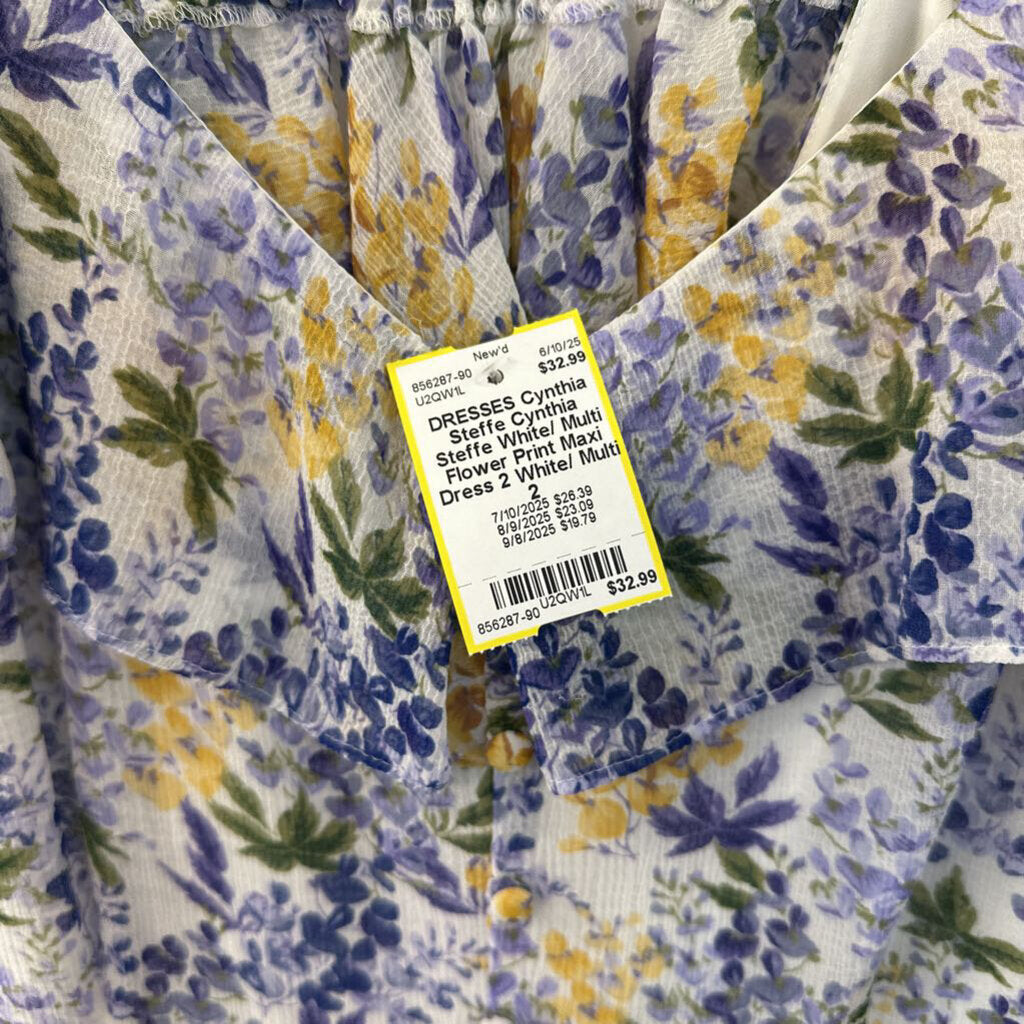 New'd
856287-90 6/10/25
U2QW1L $32.99
DRESSES Cynthia
Steffe Cynthia
Steffe White/ Multi
Flower Print Maxi
Dress 2 White/ Multi
2
7/10/2025 $26.39
8/9/2025 $23.09
9/8/2025 $19.79
856287-90 U2QW1L $32.99